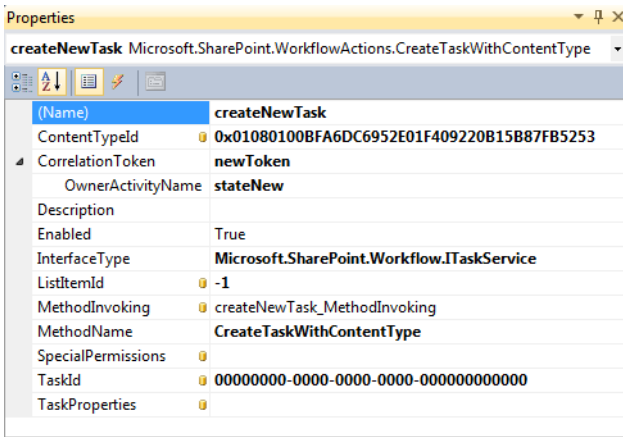 Properties
createNewTask Microsoft.SharePoint.WorkflowActions.CreateTaskWithContentType
(Name) createNewTask
ContentTypeId 0x01080100BFA6DC6952E01F409220B15B87FB5253
CorrelationToken newToken
OwnerActivityName stateNew
Description
Enabled True
InterfaceType Microsoft.SharePoint.Workflow.ITaskService
ListItemId -1
MethodInvoking createNewTask_MethodInvoking
MethodName CreateTaskWithContentType
SpecialPermissions
TaskId 00000000-0000-0000-0000-000000000000
TaskProperties